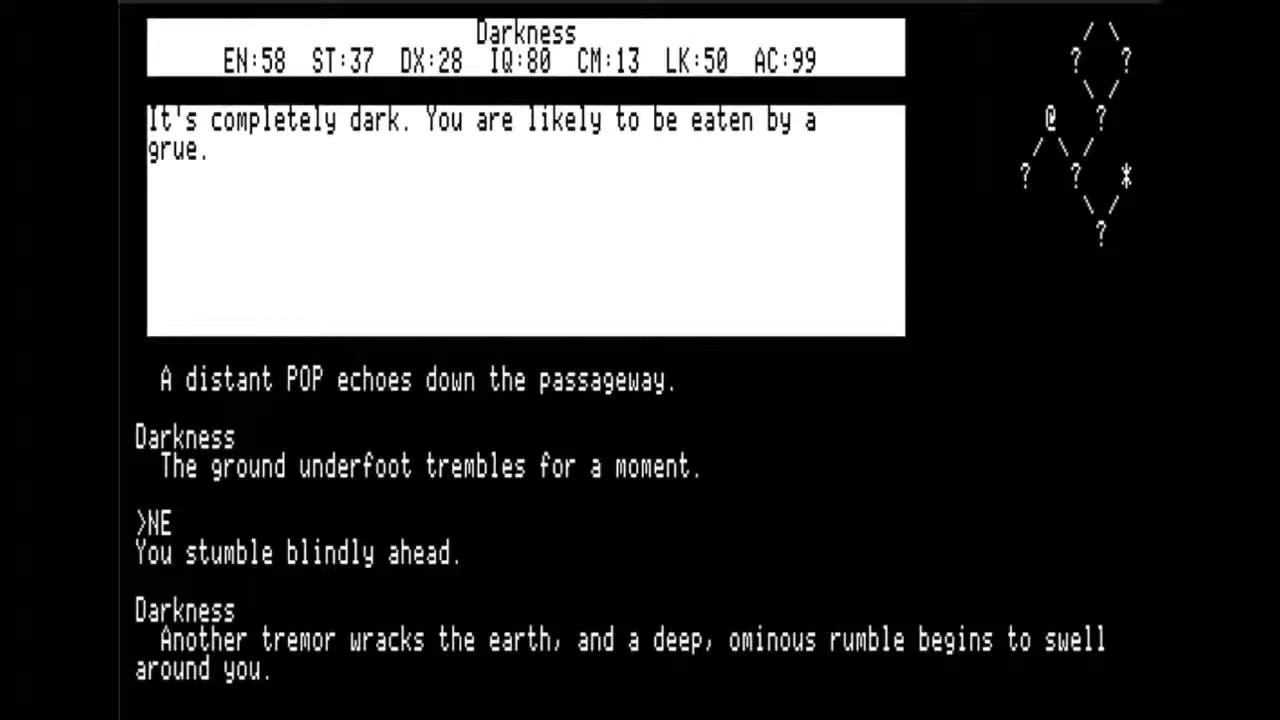 Darkness
EN:58 ST:37 DX:28 IQ:80 CM:13 LK:50 AC:99
It's completely dark. You are likely to be eaten by a
grue.
/ \
? ?
\ /
@ ?
/ \ /
? ? *
\ /
?
A distant POP echoes down the passageway.
Darkness
The ground underfoot trembles for a moment.
>NE
You stumble blindly ahead.
Darkness
Another tremor wracks the earth, and a deep, ominous rumble begins to swell
around you.